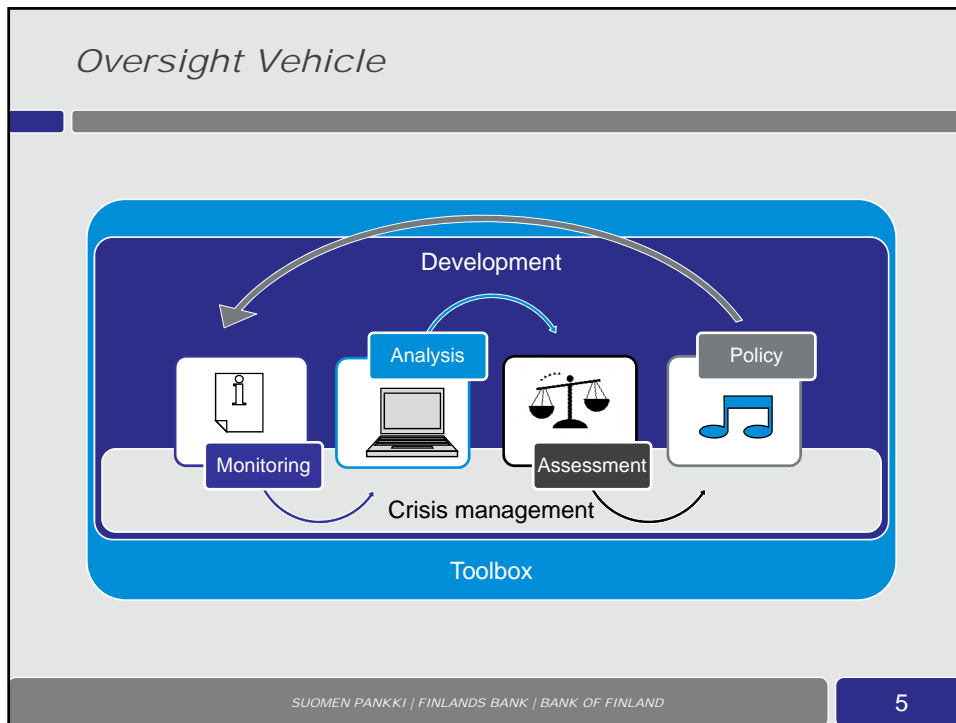 Oversight Vehicle
Development
Analysis
Policy
i
Monitoring
Assessment
Crisis management
Toolbox
SUOMEN PANKKI | FINLANDS BANK | BANK OF FINLAND
5